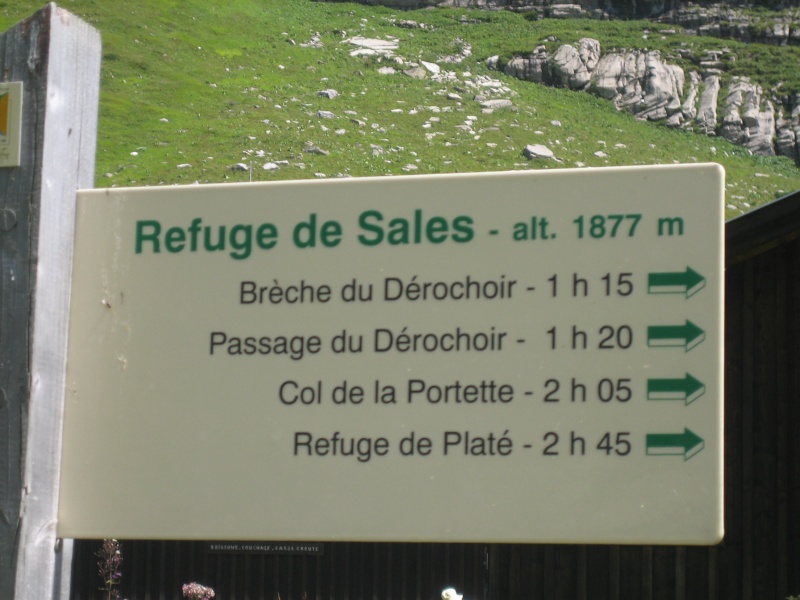 Refuge de Sales - alt. 1877 m
Brèche du Dérochoir - 1 h 15
Passage du Dérochoir - 1 h 20
Col de la Portette - 2 h 05
Refuge de Platé - 2 h 45